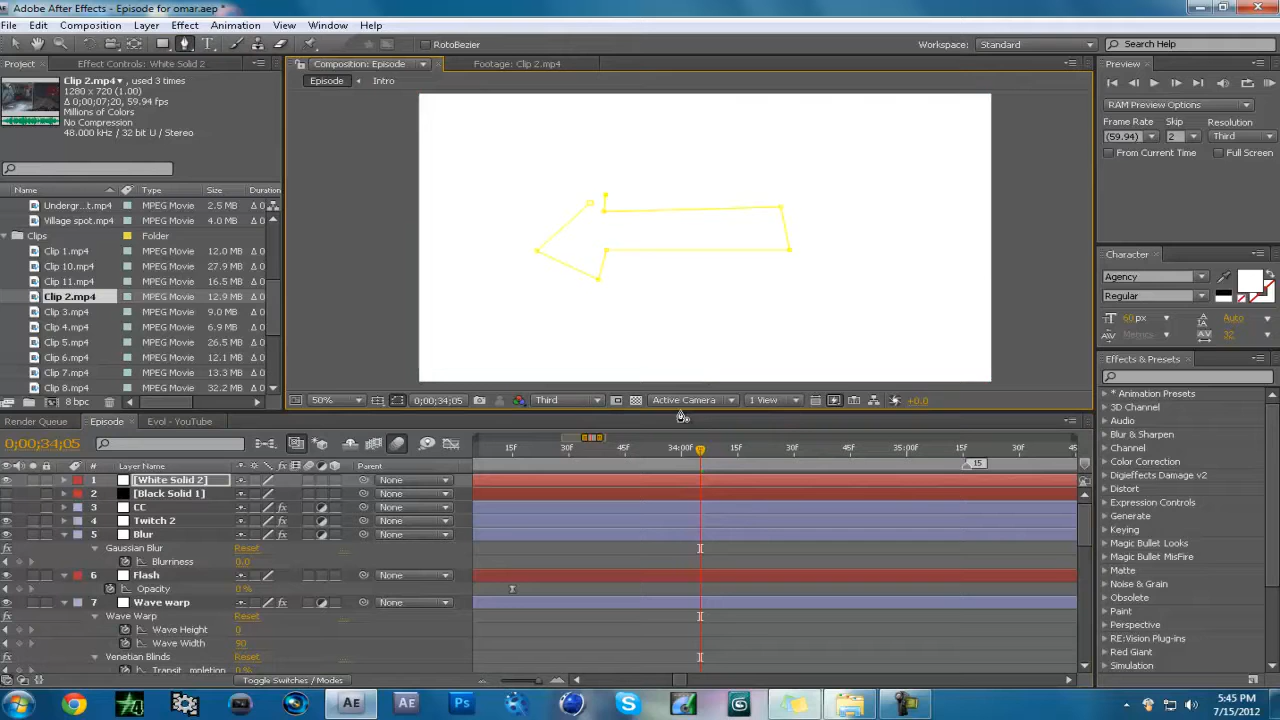 Adobe After Effects - Episode for omar.aep *
File Edit Composition Layer Effect Animation View Window Help
RotoBezier
Workspace: Standard
Search Help
Project
Effect Controls: White Solid 2
Clip 2.mp4, used 3 times
1280 x 720 (1.00)
Δ 0;00;07;20, 59.94 fps
Millions of Colors
No Compression
48.000 kHz / 32 bit U / Stereo
Name Type Size Duration
Undergr...t.mp4 MPEG Movie 2.5 MB Δ 0
Village spot.mp4 MPEG Movie 4.0 MB Δ 0
Clips Folder
Clip 1.mp4 MPEG Movie 12.0 MB Δ 0
Clip 10.mp4 MPEG Movie 27.9 MB Δ 0
Clip 11.mp4 MPEG Movie 16.5 MB Δ 0
Clip 2.mp4 MPEG Movie 12.9 MB Δ 0
Clip 3.mp4 MPEG Movie 9.0 MB Δ 0
Clip 4.mp4 MPEG Movie 6.9 MB Δ 0
Clip 5.mp4 MPEG Movie 26.5 MB Δ 0
Clip 6.mp4 MPEG Movie 12.1 MB Δ 0
Clip 7.mp4 MPEG Movie 13.3 MB Δ 0
Clip 8.mp4 MPEG Movie 32.2 MB Δ 0
8 bpc
Composition: Episode
Footage: Clip 2.mp4
Episode Intro
50% 0;00;34;05 Third Active Camera 1 View +0.0
Preview
RAM Preview Options
Frame Rate Skip Resolution
(59.94) 2 Third
From Current Time Full Screen
Character
Agency
Regular
60 px Auto
Metrics 32
Effects & Presets
* Animation Presets
3D Channel
Audio
Blur & Sharpen
Channel
Color Correction
Digieffects Damage v2
Distort
Expression Controls
Generate
Keying
Magic Bullet Looks
Magic Bullet MisFire
Matte
Noise & Grain
Obsolete
Paint
Perspective
RE:Vision Plug-ins
Red Giant
Simulation
Render Queue Episode Evol - YouTube
0;00;34;05
15F 30F 45F 34:00F 15F 30F 45F 35:00F 15F 30F 45
15
# Layer Name Parent
1 [White Solid 2] None
2 [Black Solid 1] None
3 CC None
4 Twitch 2 None
5 Blur None
Gaussian Blur Reset
Blurriness 0.0
6 Flash None
Opacity 0 %
7 Wave warp None
Wave Warp Reset
Wave Height 0
Wave Width 90
Venetian Blinds Reset
Transit...mpletion 0 %
Toggle Switches / Modes
5:45 PM
7/15/2012